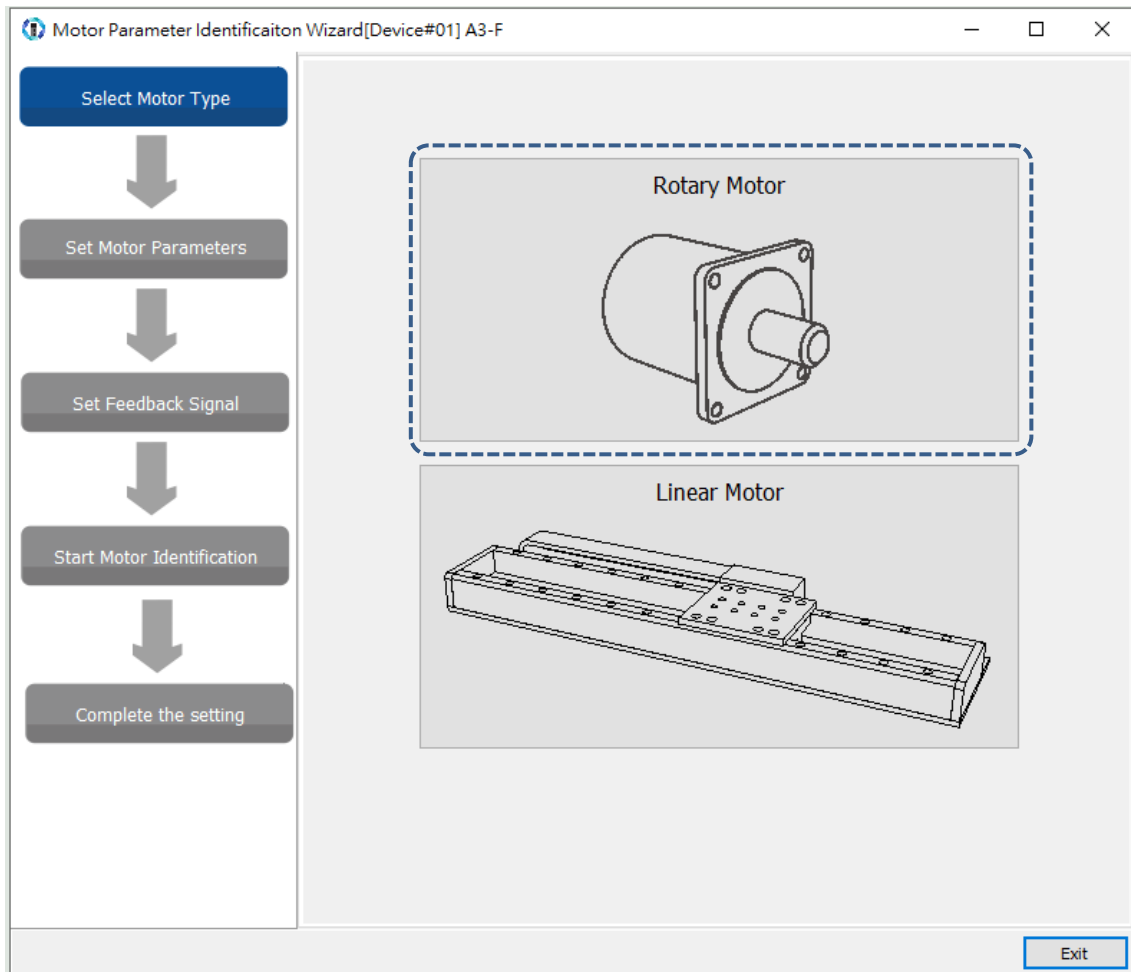 Motor Parameter Identificaiton Wizard[Device#01] A3-F
Select Motor Type
Set Motor Parameters
Set Feedback Signal
Start Motor Identification
Complete the setting
Rotary Motor
Linear Motor
Exit